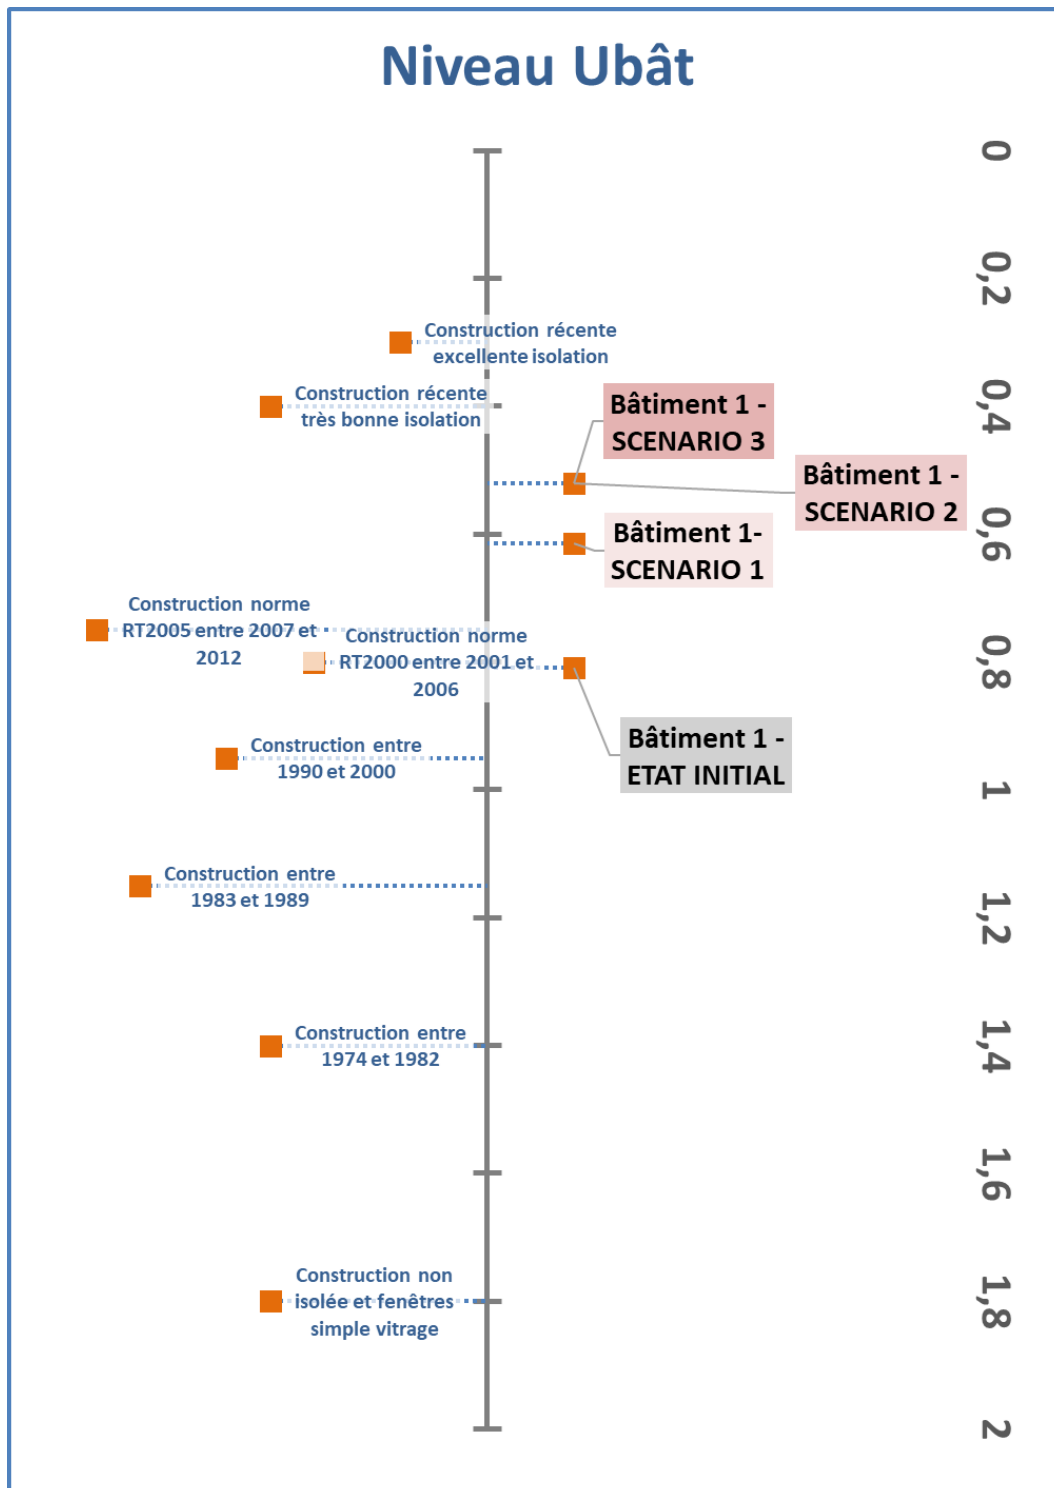 Niveau Ubât
0
0,2
Construction récente
excellente isolation
Construction récente
très bonne isolation
0,4
Bâtiment 1 -
SCENARIO 3
Bâtiment 1 -
SCENARIO 2
0,6
Bâtiment 1-
SCENARIO 1
Construction norme
RT2005 entre 2007 et
2012
Construction norme
RT2000 entre 2001 et
2006
0,8
Bâtiment 1 -
ETAT INITIAL
Construction entre
1990 et 2000
1
Construction entre
1983 et 1989
1,2
Construction entre
1974 et 1982
1,4
1,6
Construction non
isolée et fenêtres
simple vitrage
1,8
2